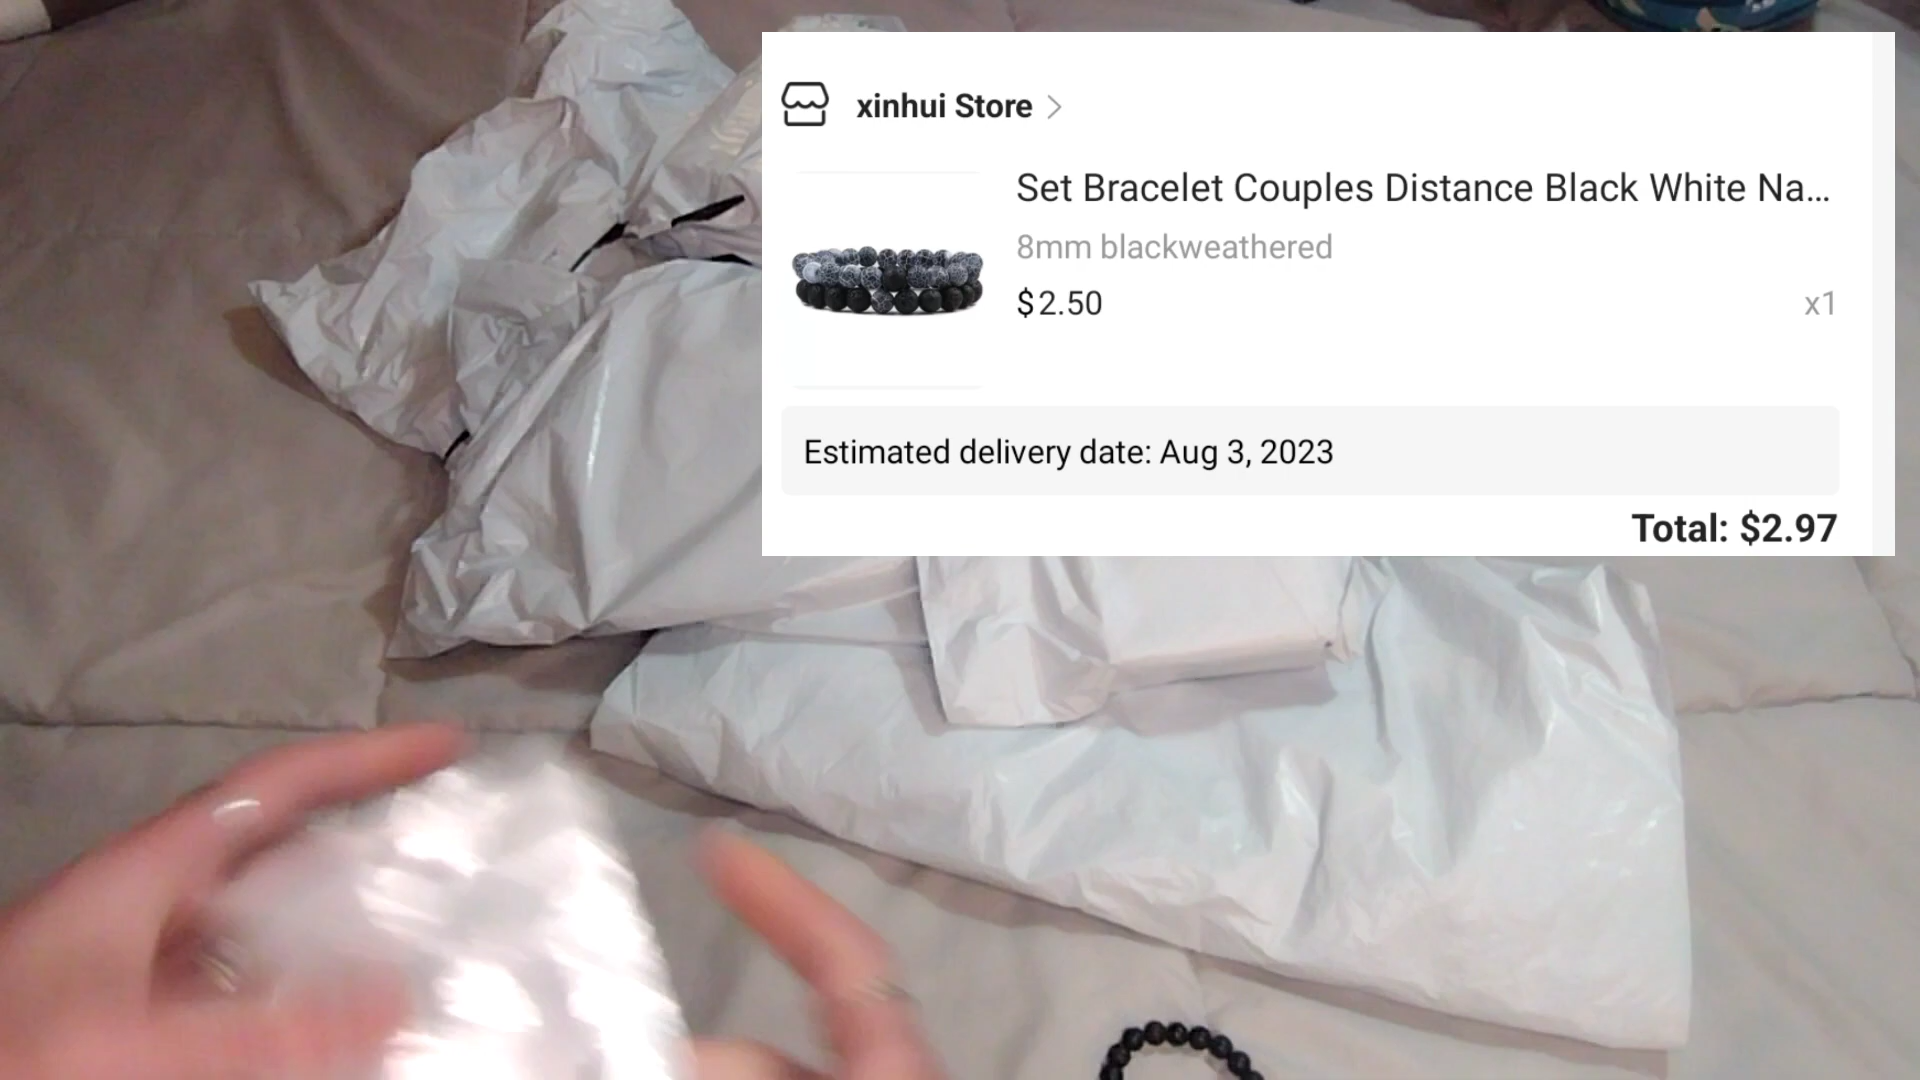 xinhui Store
Set Bracelet Couples Distance Black White Na...
8mm blackweathered
$2.50
x1
Estimated delivery date: Aug 3, 2023
Total: $2.97